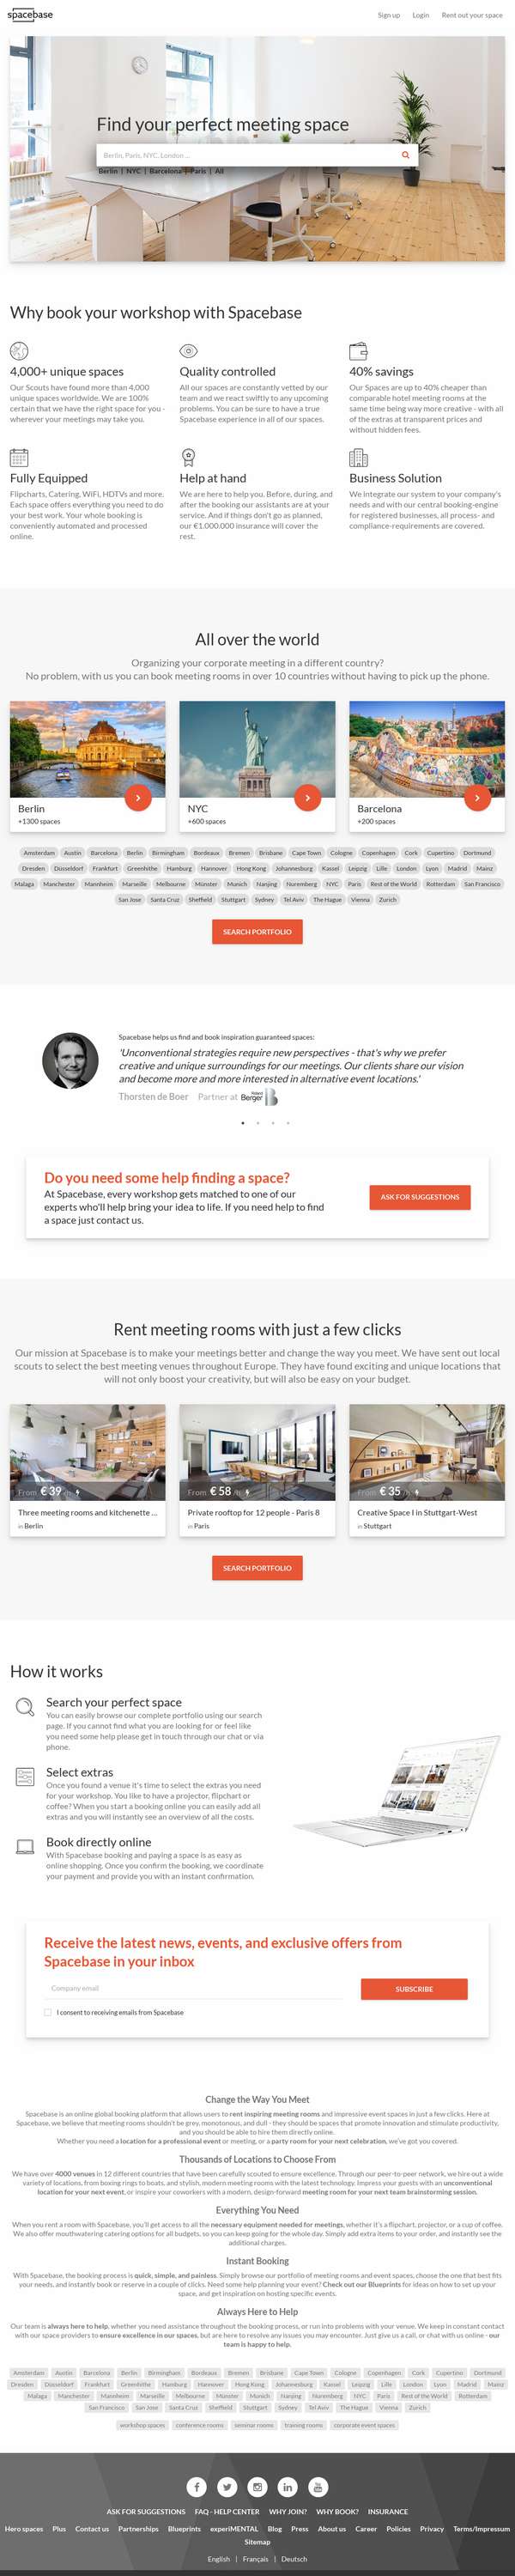 spacebase
Sign up Login Rent out your space
Find your perfect meeting space
Berlin, Paris, NYC, London ...
Berlin | NYC | Barcelona | Paris | All
Why book your workshop with Spacebase
4,000+ unique spaces
Our Scouts have found more than 4,000
unique spaces worldwide. We are 100%
certain that we have the right space for you -
wherever your meetings may take you.
Quality controlled
All our spaces are constantly vetted by our
team and we react swiftly to any upcoming
problems. You can be sure to have a true
Spacebase experience in all of our spaces.
40% savings
Our Spaces are up to 40% cheaper than
comparable hotel meeting rooms at the
same time being way more creative - with all
of the extras at transparent prices and
without hidden fees.
Fully Equipped
Flipcharts, Catering, WiFi, HDTVs and more.
Each space offers everything you need to do
your best work. Your whole booking is
conveniently automated and processed
online.
Help at hand
We are here to help you. Before, during, and
after the booking our assistants are at your
service. And if things don't go as planned,
our €1.000.000 insurance will cover the
rest.
Business Solution
We integrate our system to your company's
needs and with our central booking-engine
for registered businesses, all process- and
compliance-requirements are covered.
All over the world
Organizing your corporate meeting in a different country?
No problem, with us you can book meeting rooms in over 10 countries without having to pick up the phone.
Berlin
+1300 spaces
NYC
+600 spaces
Barcelona
+200 spaces
Amsterdam Austin Barcelona Berlin Birmingham Bordeaux Bremen Brisbane Cape Town Cologne Copenhagen Cork Cupertino Dortmund
Dresden Düsseldorf Frankfurt Greenhithe Hamburg Hannover Hong Kong Johannesburg Kassel Leipzig Lille London Lyon Madrid Mainz
Malaga Manchester Mannheim Marseille Melbourne Münster Munich Nanjing Nuremberg NYC Paris Rest of the World Rotterdam San Francisco
San Jose Santa Cruz Sheffield Stuttgart Sydney Tel Aviv The Hague Vienna Zurich
SEARCH PORTFOLIO
Spacebase helps us find and book inspiration guaranteed spaces:
'Unconventional strategies require new perspectives - that's why we prefer
creative and unique surroundings for our meetings. Our clients share our vision
and become more and more interested in alternative event locations.'
Thorsten de Boer Partner at Roland Berger B
Do you need some help finding a space?
At Spacebase, every workshop gets matched to one of our
experts who'll help bring your idea to life. If you need help to find
a space just contact us.
ASK FOR SUGGESTIONS
Rent meeting rooms with just a few clicks
Our mission at Spacebase is to make your meetings better and change the way you meet. We have sent out local
scouts to select the best meeting venues throughout Europe. They have found exciting and unique locations that
will not only boost your creativity, but will also be easy on your budget.
From € 39 /h
Three meeting rooms and kitchenette ...
in Berlin
From € 58 /h
Private rooftop for 12 people - Paris 8
in Paris
From € 35 /h
Creative Space I in Stuttgart-West
in Stuttgart
SEARCH PORTFOLIO
How it works
Search your perfect space
You can easily browse our complete portfolio using our search
page. If you cannot find what you are looking for or feel like
you need some help please get in touch through our chat or via
phone.
Select extras
Once you found a venue it's time to select the extras you need
for your workshop. You like to have a projector, flipchart or
coffee? When you start a booking online you can easily add all
extras and you will instantly see an overview of all the costs.
Book directly online
With Spacebase booking and paying a space is as easy as
online shopping. Once you confirm the booking, we coordinate
your payment and provide you with an instant confirmation.
Receive the latest news, events, and exclusive offers from
Spacebase in your inbox
Company email
SUBSCRIBE
I consent to receiving emails from Spacebase
Change the Way You Meet
Spacebase is an online global booking platform that allows users to rent inspiring meeting rooms and impressive event spaces in just a few clicks. Here at
Spacebase, we believe that meeting rooms shouldn't be grey, monotonous, and dull - they should be spaces that promote innovation and stimulate productivity,
and you should be able to hire them directly online.
Whether you need a location for a professional event or meeting, or a party room for your next celebration, we've got you covered.
Thousands of Locations to Choose From
We have over 4000 venues in 12 different countries that have been carefully scouted to ensure excellence. Through our peer-to-peer network, we hire out a wide
variety of locations, from boxing rings to boats, and stylish, modern meeting rooms with the latest technology. Impress your guests with an unconventional
location for your next event, or inspire your coworkers with a modern, design-forward meeting room for your next team brainstorming session.
Everything You Need
When you rent a room with Spacebase, you'll get access to all the necessary equipment needed for meetings, whether it's a flipchart, projector, or a cup of coffee.
We also offer mouthwatering catering options for all budgets, so you can keep going for the whole day. Simply add extra items to your order, and instantly see the
additional charges.
Instant Booking
With Spacebase, the booking process is quick, simple, and painless. Simply browse our portfolio of meeting rooms and event spaces, choose the one that best fits
your needs, and instantly book or reserve in a couple of clicks. Need some help planning your event? Check out our Blueprints for ideas on how to set up your
space, and get inspiration on hosting specific events.
Always Here to Help
Our team is always here to help, whether you need assistance throughout the booking process, or run into problems with your venue. We keep in constant contact
with our space providers to ensure excellence in our spaces, but are here to resolve any issues you may encounter. Just give us a call, or chat with us online - our
team is happy to help.
Amsterdam Austin Barcelona Berlin Birmingham Bordeaux Bremen Brisbane Cape Town Cologne Copenhagen Cork Cupertino Dortmund
Dresden Düsseldorf Frankfurt Greenhithe Hamburg Hannover Hong Kong Johannesburg Kassel Leipzig Lille London Lyon Madrid Mainz
Malaga Manchester Mannheim Marseille Melbourne Münster Munich Nanjing Nuremberg NYC Paris Rest of the World Rotterdam
San Francisco San Jose Santa Cruz Sheffield Stuttgart Sydney Tel Aviv The Hague Vienna Zurich
workshop spaces conference rooms seminar rooms training rooms corporate event spaces
ASK FOR SUGGESTIONS FAQ - HELP CENTER WHY JOIN? WHY BOOK? INSURANCE
Hero spaces Plus Contact us Partnerships Blueprints experiMENTAL Blog Press About us Career Policies Privacy Terms/Impressum
Sitemap
English | Français | Deutsch